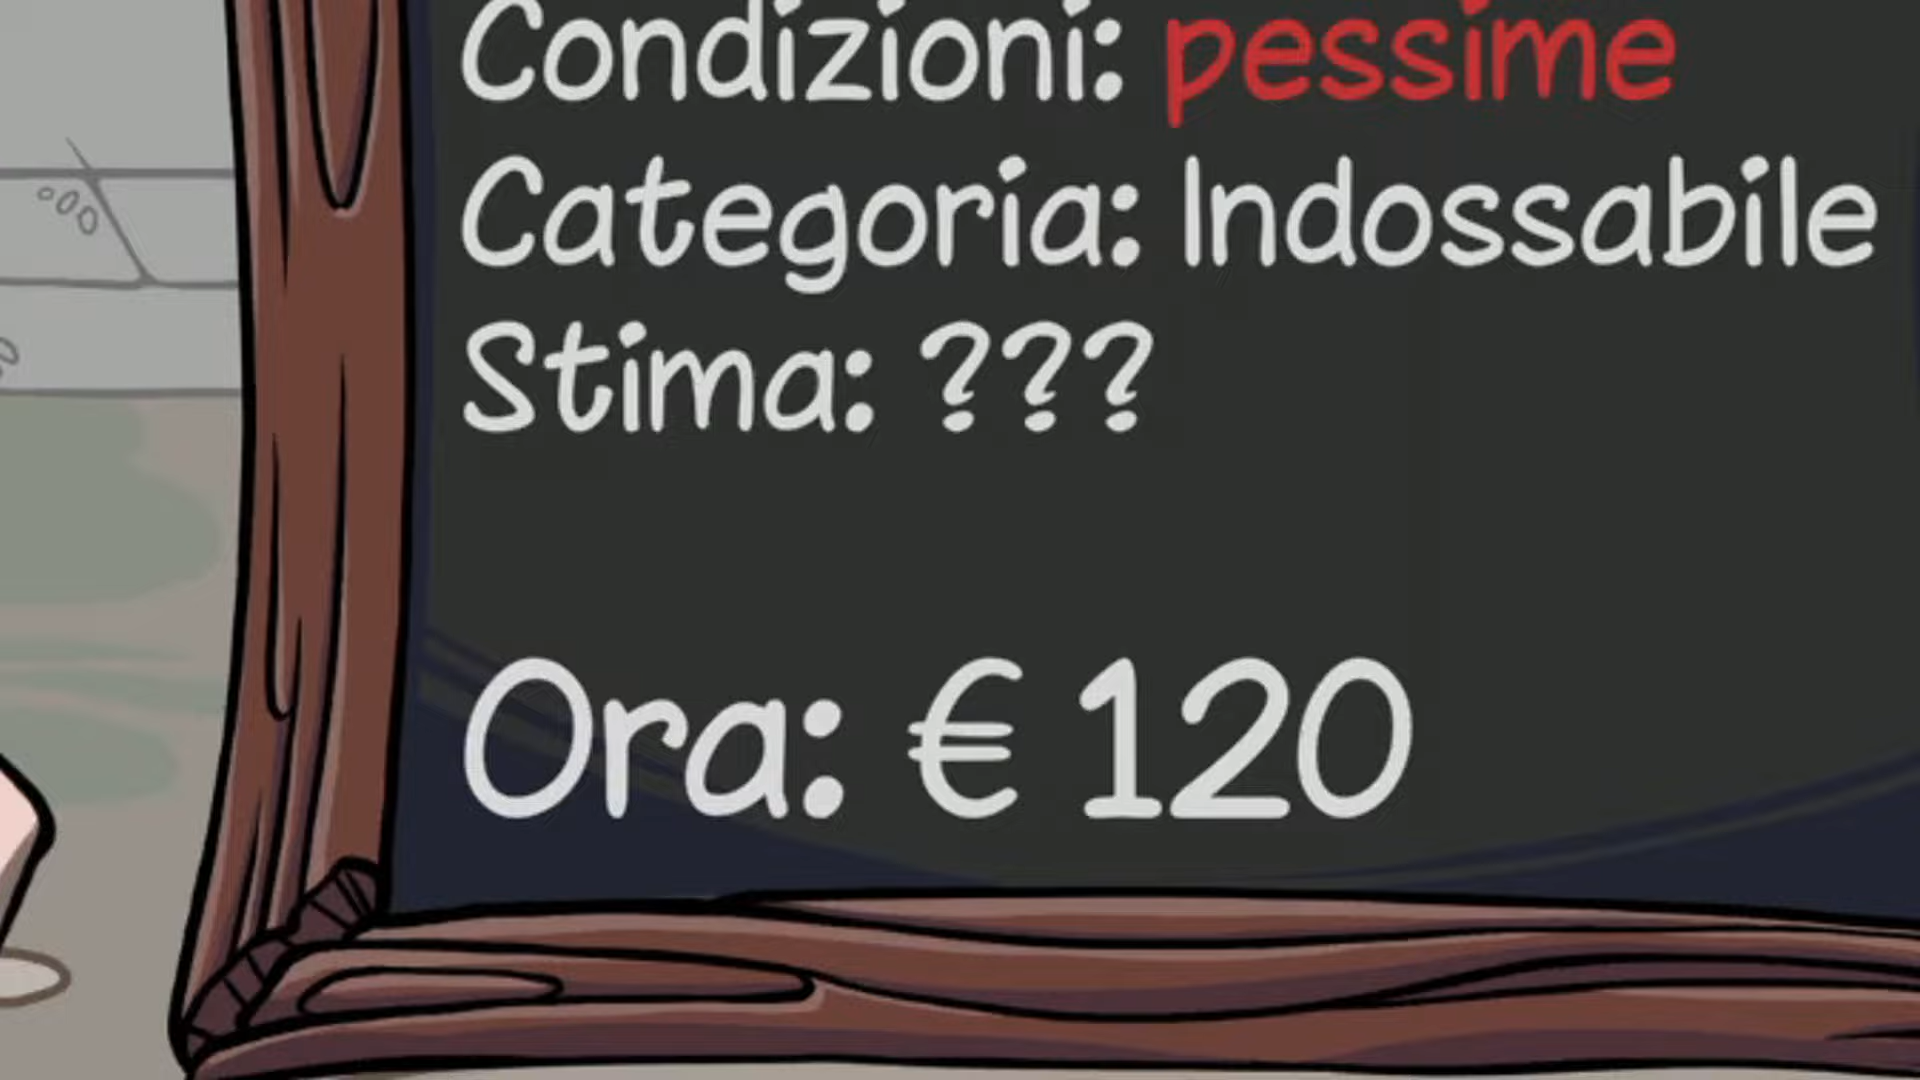 Condizioni: pessime
Categoria: Indossabile
Stima: ???
Ora: € 120